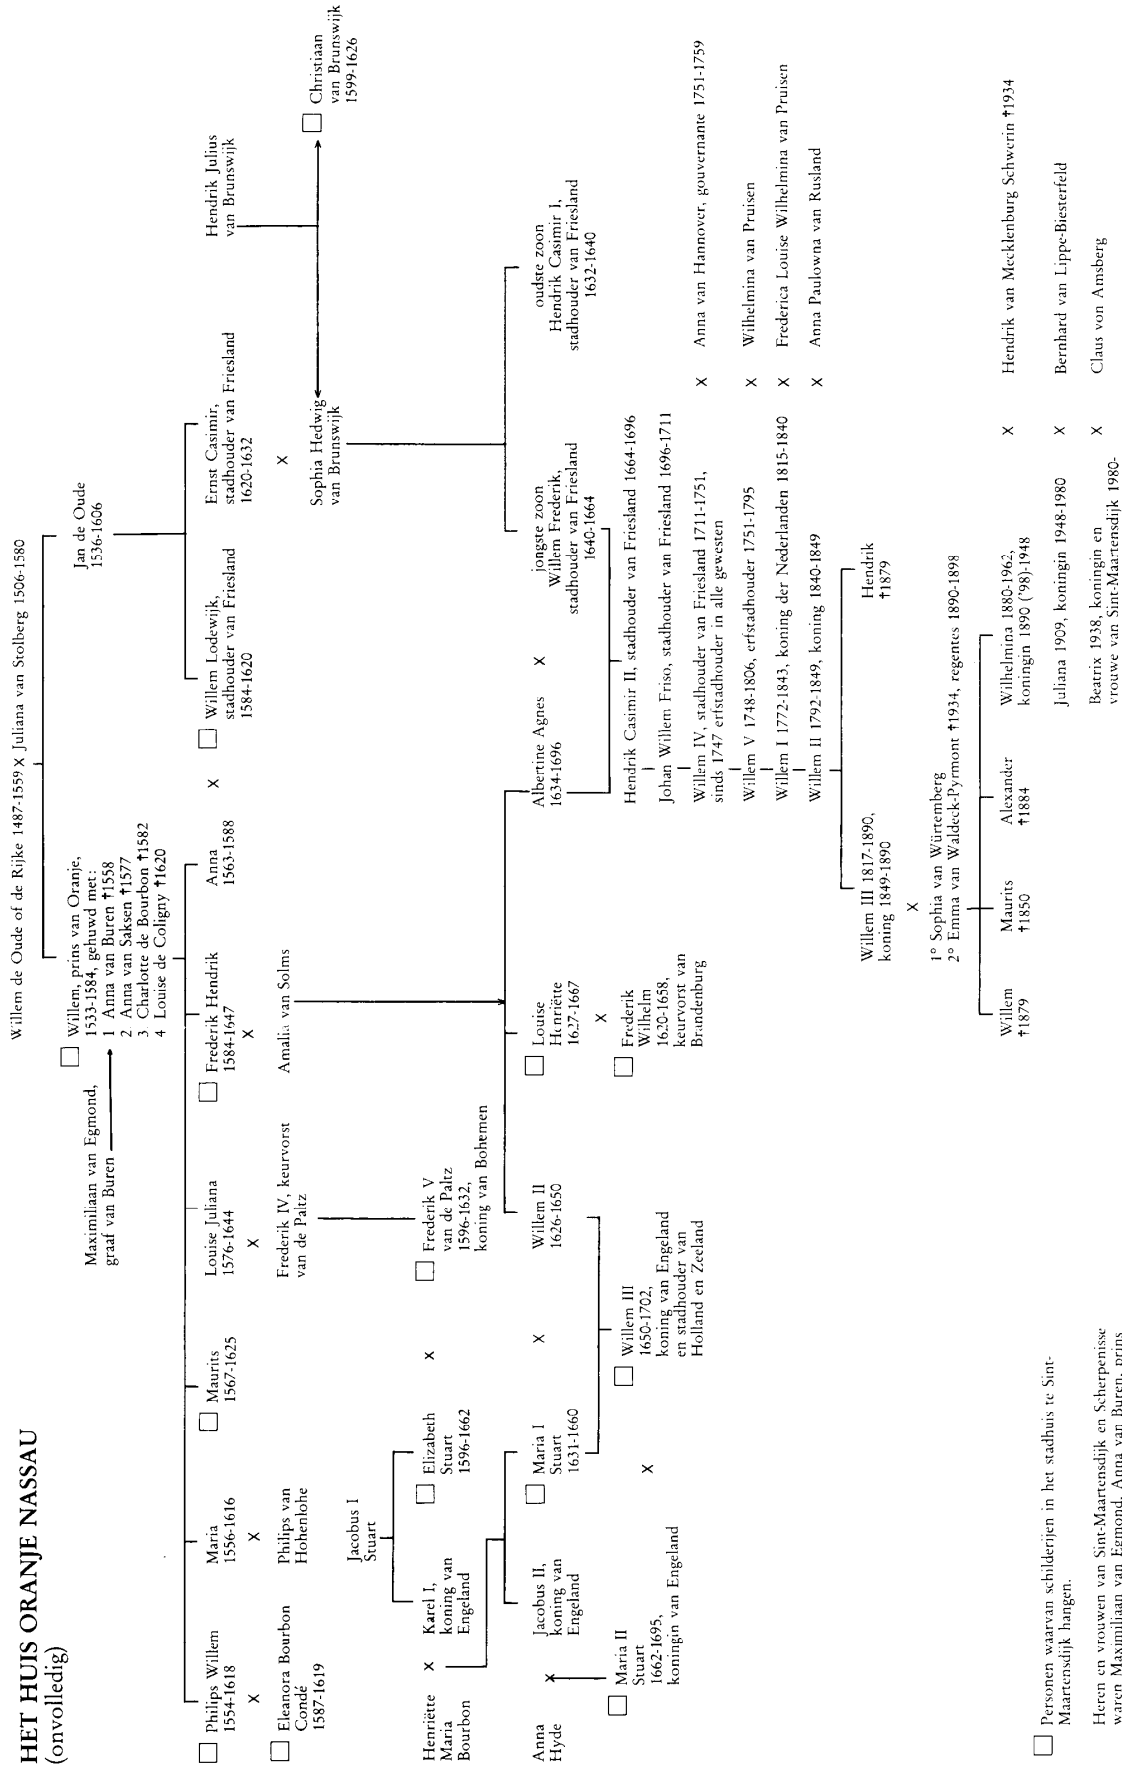 HET HUIS ORANJE NASSAU
(onvolledig)
Willem de Oude of de Rijke 1487-1559 X Juliana van Stolberg 1506-1580
Maximiliaan van Egmond,
graaf van Buren
Willem, prins van Oranje,
1533-1584, gehuwd met:
1 Anna van Buren †1558
2 Anna van Saksen †1577
3 Charlotte de Bourbon †1582
4 Louise de Coligny †1620
Jan de Oude
1536-1606
Philips Willem
1554-1618
X
Eleanora Bourbon
Condé
1587-1619
Maria
1556-1616
X
Philips van
Hohenlohe
Maurits
1567-1625
Louise Juliana
1576-1644
X
Frederik IV, keurvorst
van de Paltz
Frederik Hendrik
1584-1647
X
Amalia van Solms
Anna
1563-1588
X
Willem Lodewijk,
stadhouder van Friesland
1584-1620
Ernst Casimir,
stadhouder van Friesland
1620-1632
X
Sophia Hedwig
van Brunswijk
Hendrik Julius
van Brunswijk
Christiaan
van Brunswijk
1599-1626
Jacobus I
Stuart
Henriëtte
Maria
Bourbon
X
Karel I,
koning van
Engeland
Elizabeth
Stuart
1596-1662
X
Frederik V
van de Paltz
1596-1632,
koning van Bohemen
Anna
Hyde
X
Jacobus II,
koning van
Engeland
Maria I
Stuart
1631-1660
X
Willem II
1626-1650
Louise
Henriëtte
1627-1667
X
Frederik
Wilhelm
1620-1658,
keurvorst van
Brandenburg
Albertine Agnes
1634-1696
X
jongste zoon
Willem Frederik,
stadhouder van Friesland
1640-1664
oudste zoon
Hendrik Casimir I,
stadhouder van Friesland
1632-1640
Maria II
Stuart
1662-1695,
koningin van Engeland
X
Willem III
1650-1702,
koning van Engeland
en stadhouder van
Holland en Zeeland
Hendrik Casimir II, stadhouder van Friesland 1664-1696
Johan Willem Friso, stadhouder van Friesland 1696-1711
Willem IV, stadhouder van Friesland 1711-1751,
sinds 1747 erfstadhouder in alle gewesten
X Anna van Hannover, gouvernante 1751-1759
Willem V 1748-1806, erfstadhouder 1751-1795
X Wilhelmina van Pruisen
Willem I 1772-1843, koning der Nederlanden 1815-1840
X Frederica Louise Wilhelmina van Pruisen
Willem II 1792-1849, koning 1840-1849
X Anna Paulowna van Rusland
Willem III 1817-1890,
koning 1849-1890
X
1° Sophia van Würtemberg
2° Emma van Waldeck-Pyrmont †1934, regentes 1890-1898
Hendrik
†1879
Willem
†1879
Maurits
†1850
Alexander
†1884
Wilhelmina 1880-1962,
koningin 1890 ('98)-1948
X Hendrik van Mecklenburg Schwerin †1934
Juliana 1909, koningin 1948-1980
X Bernhard van Lippe-Biesterfeld
Beatrix 1938, koningin en
vrouwe van Sint-Maartensdijk 1980-
X Claus von Amsberg
Personen waarvan schilderijen in het stadhuis te Sint-
Maartensdijk hangen.
Heren en vrouwen van Sint-Maartensdijk en Scherpenisse
waren Maximiliaan van Egmond, Anna van Buren, prins